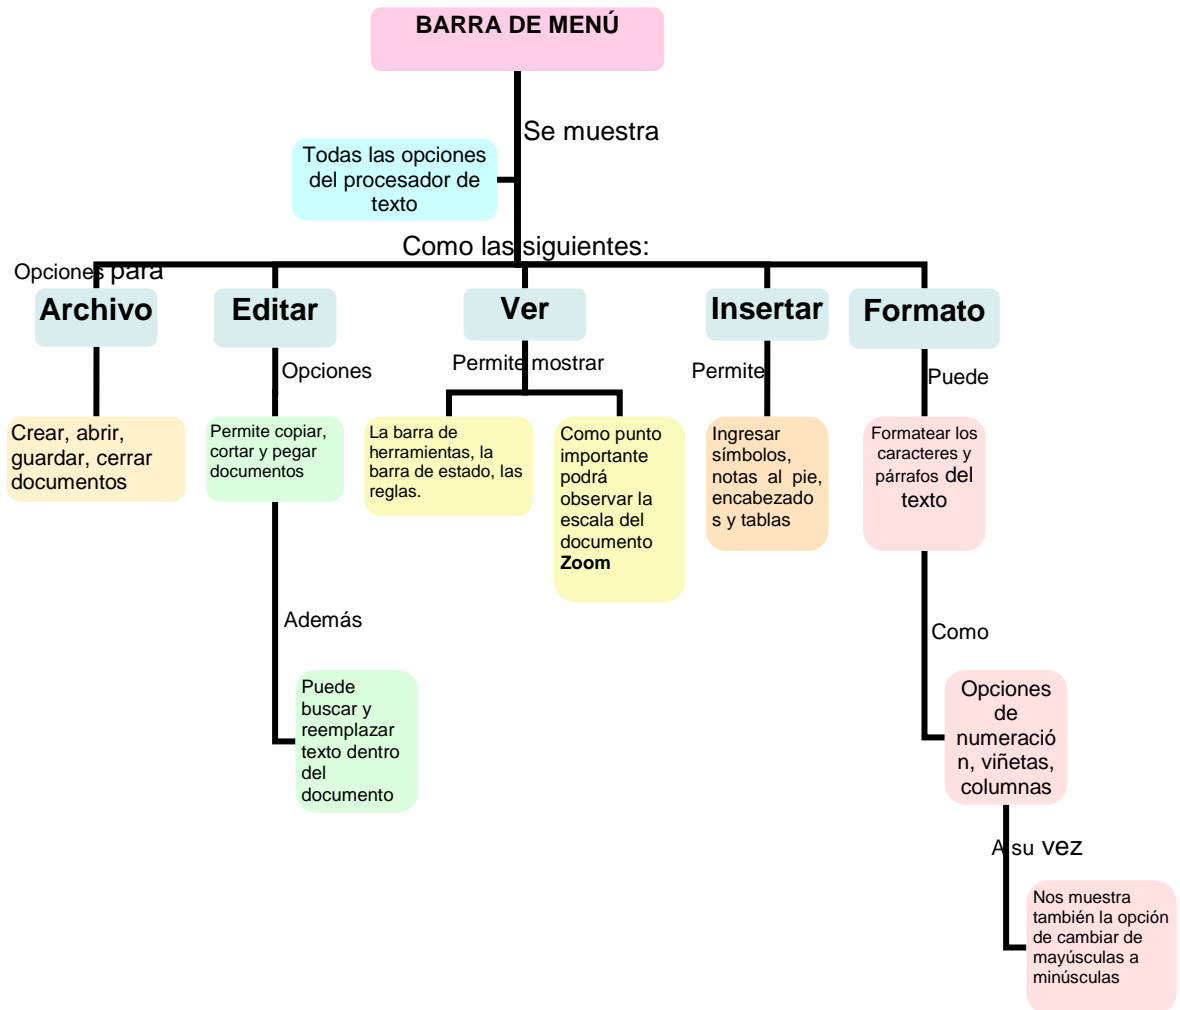 BARRA DE MENÚ
Se muestra
Todas las opciones
del procesador de
texto
Como las siguientes:
Opciones para
Archivo
Editar
Ver
Insertar
Formato
Opciones
Permite mostrar
Permite
Puede
Crear, abrir,
guardar, cerrar
documentos
Permite copiar,
cortar y pegar
documentos
La barra de
herramientas, la
barra de estado, las
reglas.
Como punto
importante
podrá
observar la
escala del
documento
Zoom
Ingresar
símbolos,
notas al pie,
encabezado
s y tablas
Formatear los
caracteres y
párrafos del
texto
Además
Como
Puede
buscar y
reemplazar
texto dentro
del
documento
Opciones
de
numeració
n, viñetas,
columnas
A su vez
Nos muestra
también la opción
de cambiar de
mayúsculas a
minúsculas